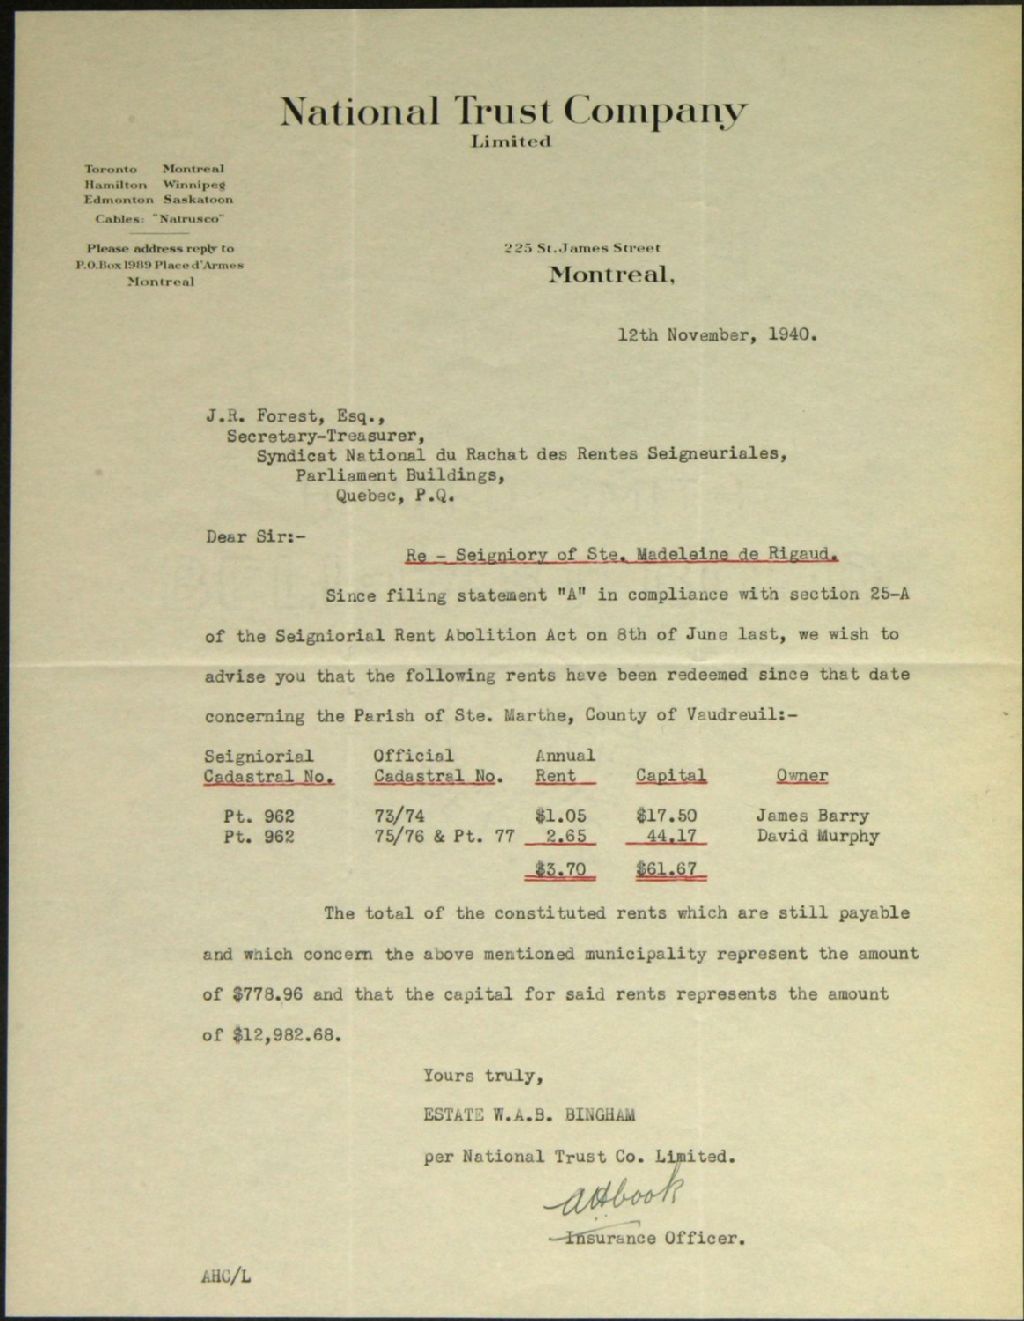 National Trust Company
Limited
Toronto Montreal
Hamilton Winnipeg
Edmonton Saskatoon
Cables: "Natrusco"
Please address reply to
P.O.Box 1989 Place d'Armes
Montreal
225 St. James Street
Montreal,
12th November, 1940.
J.R. Forest, Esq.,
Secretary-Treasurer,
Syndicat National du Rachat des Rentes Seigneuriales,
Parliament Buildings,
Quebec, P.Q.
Dear Sir:-
Re - Seigniory of Ste. Madeleine de Rigaud.
Since filing statement "A" in compliance with section 25-A
of the Seigniorial Rent Abolition Act on 8th of June last, we wish to
advise you that the following rents have been redeemed since that date
concerning the Parish of Ste. Marthe, County of Vaudreuil:-
Seigniorial Official Annual
Cadastral No. Cadastral No. Rent Capital Owner
Pt. 962 73/74 $1.05 $17.50 James Barry
Pt. 962 75/76 & Pt. 77 2.65 44.17 David Murphy
$3.70 $61.67
The total of the constituted rents which are still payable
and which concern the above mentioned municipality represent the amount
of $778.96 and that the capital for said rents represents the amount
of $12,982.68.
Yours truly,
ESTATE W.A.B. BINGHAM
per National Trust Co. Limited.
AHCook
Insurance Officer.
AHC/L